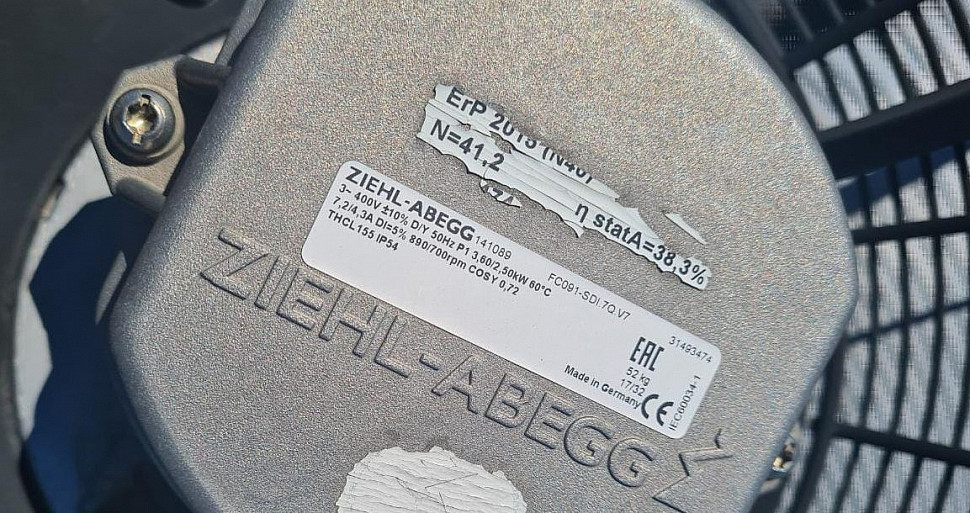 ErP 2015 (N40)
N=41,2
η statA=38,3%
ZIEHL-ABEGG 141089 FC091-SDI.7Q.V7 31493474
3~ 400V ±10% D/Y 50Hz P1 3,60/2,50kW 60°C
7,2/4,3A DI=5% 890/700rpm COSY 0,72
THCL155 IP54
EAC
52 kg
17/32
Made in Germany CE
IEC60034-1
ZIEHL-ABEGG